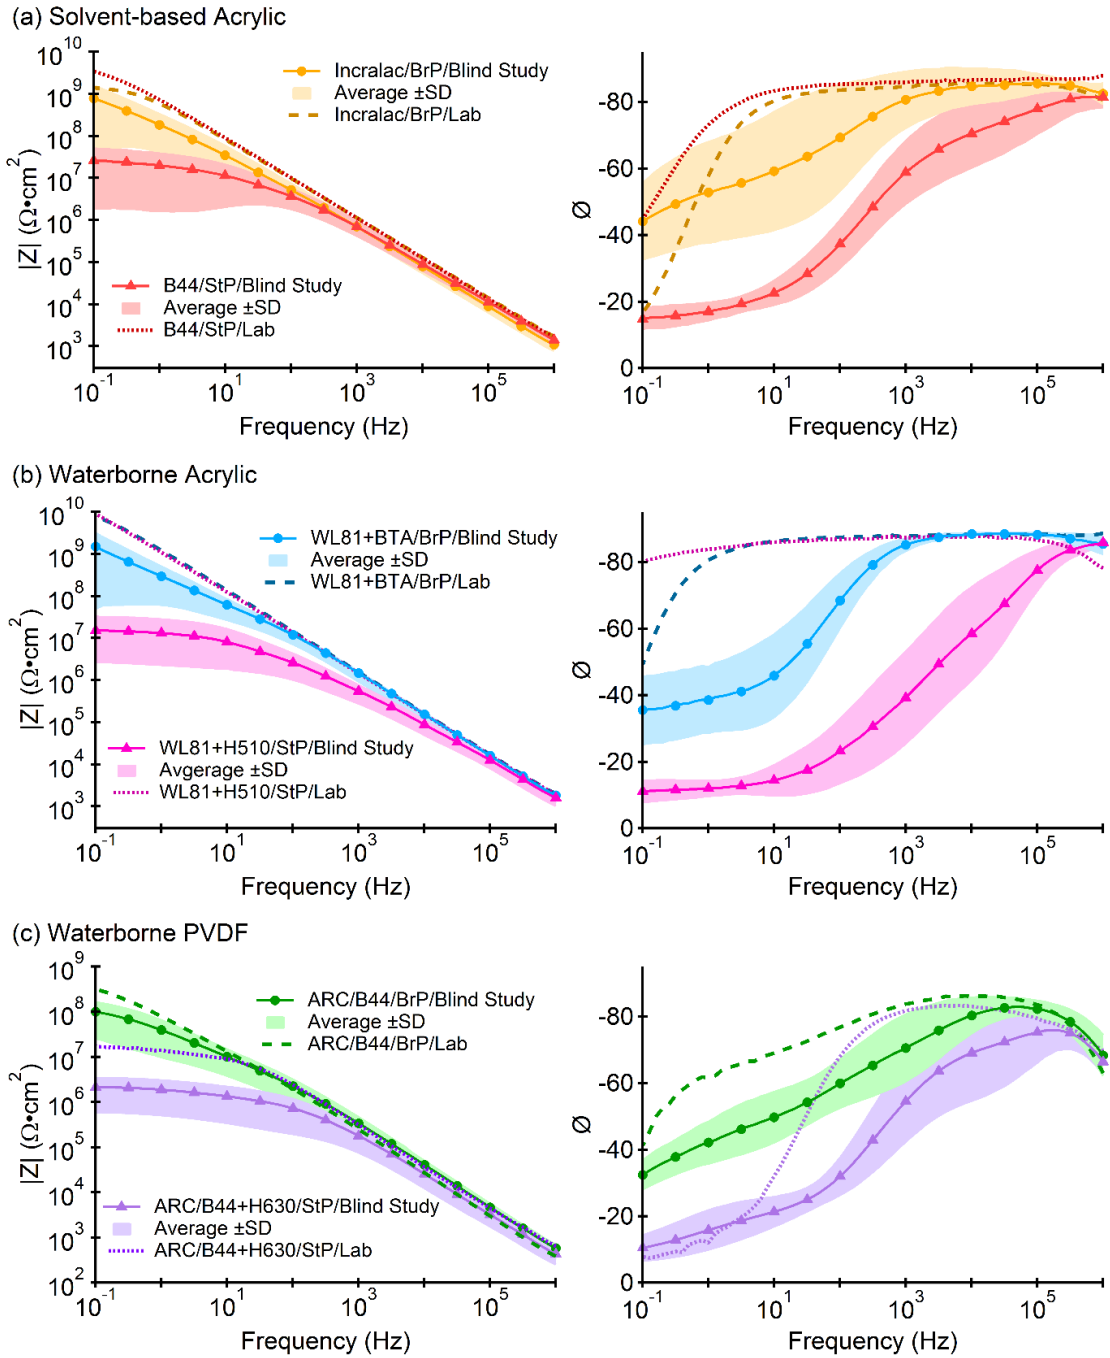 (a) Solvent-based Acrylic
10^10
10^9
10^8
10^7
10^6
10^5
10^4
10^3
|Z| (Ω•cm^2)
Incralac/BrP/Blind Study
Average ±SD
Incralac/BrP/Lab
B44/StP/Blind Study
Average ±SD
B44/StP/Lab
10^-1 10^1 10^3 10^5
Frequency (Hz)
-80
-60
-40
-20
0
Ø
10^-1 10^1 10^3 10^5
Frequency (Hz)
(b) Waterborne Acrylic
10^10
10^9
10^8
10^7
10^6
10^5
10^4
10^3
|Z| (Ω•cm^2)
WL81+BTA/BrP/Blind Study
Average ±SD
WL81+BTA/BrP/Lab
WL81+H510/StP/Blind Study
Avgerage ±SD
WL81+H510/StP/Lab
10^-1 10^1 10^3 10^5
Frequency (Hz)
-80
-60
-40
-20
0
Ø
10^-1 10^1 10^3 10^5
Frequency (Hz)
(c) Waterborne PVDF
10^9
10^8
10^7
10^6
10^5
10^4
10^3
10^2
|Z| (Ω•cm^2)
ARC/B44/BrP/Blind Study
Average ±SD
ARC/B44/BrP/Lab
ARC/B44+H630/StP/Blind Study
Average ±SD
ARC/B44+H630/StP/Lab
10^-1 10^1 10^3 10^5
Frequency (Hz)
-80
-60
-40
-20
0
Ø
10^-1 10^1 10^3 10^5
Frequency (Hz)